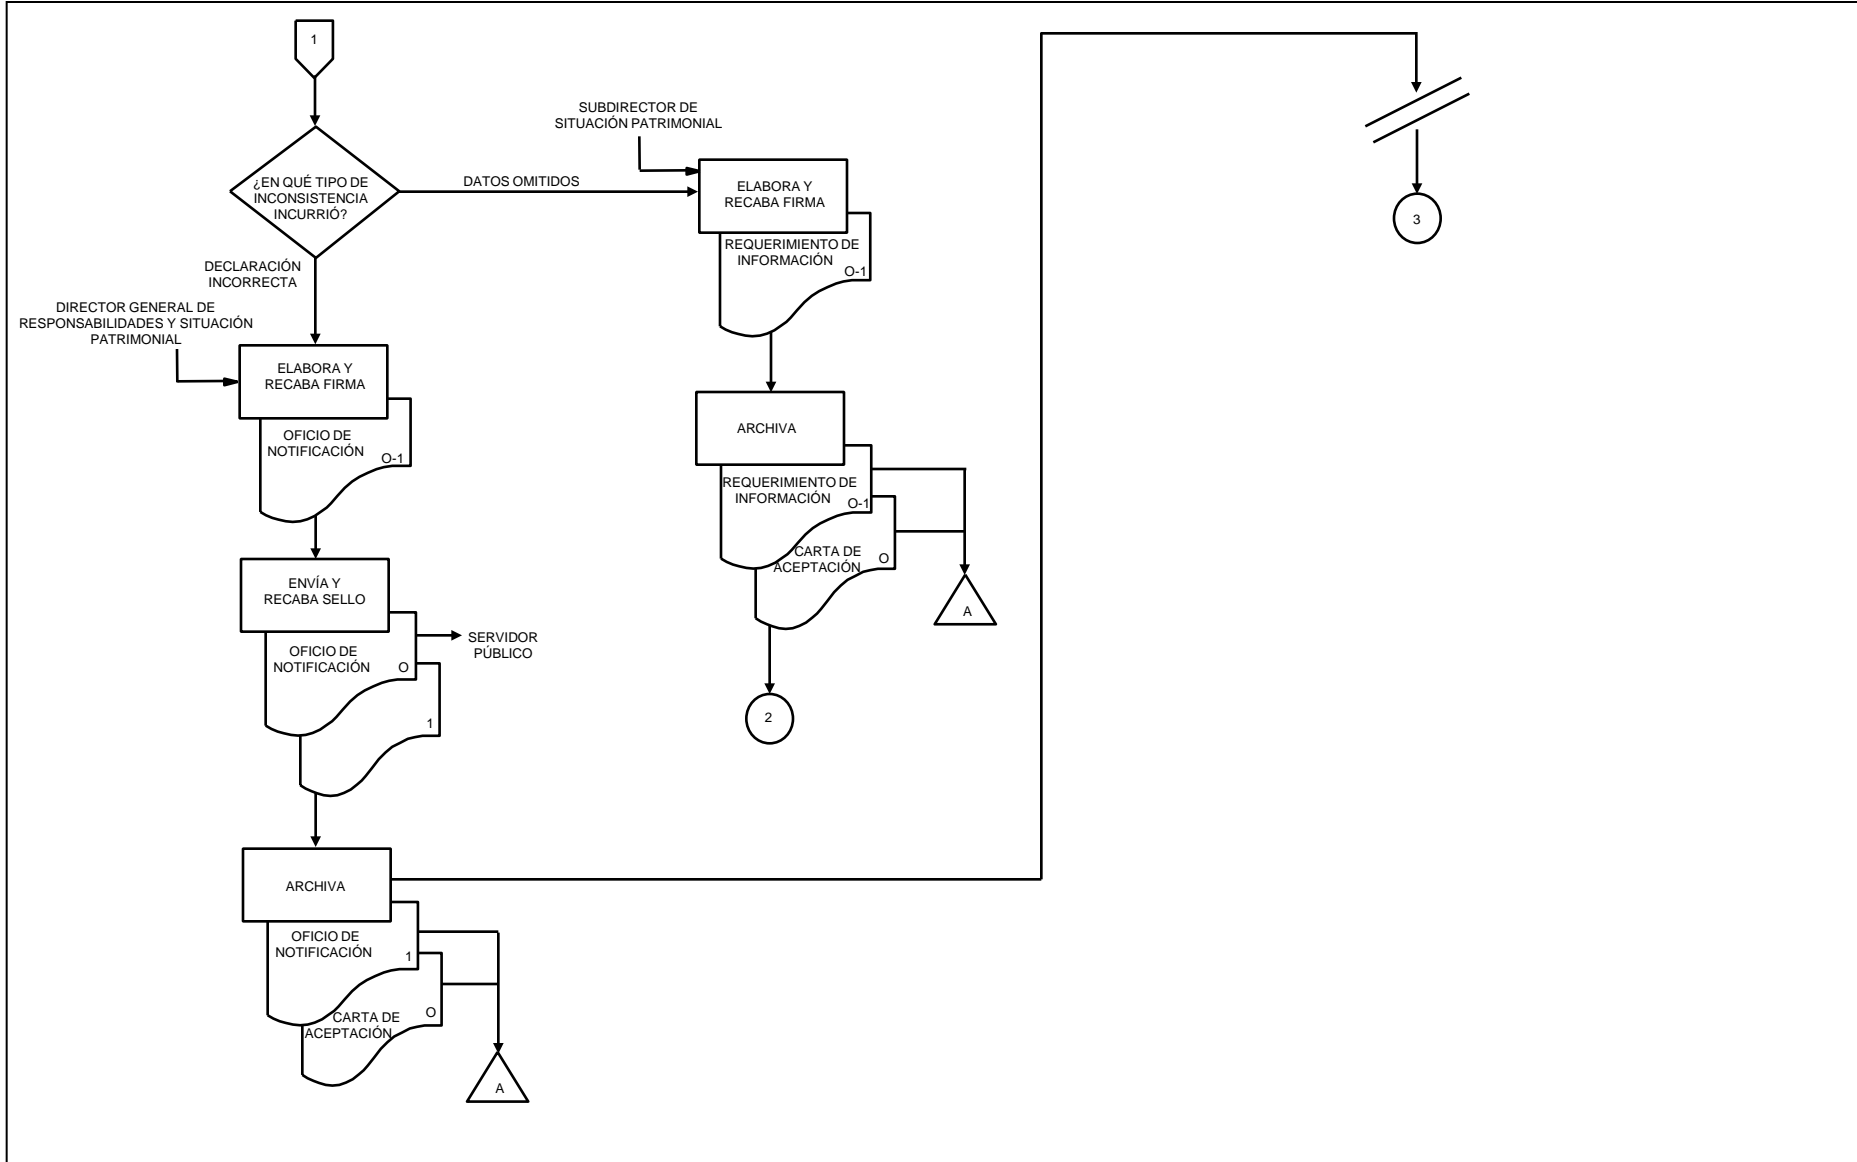 1
¿EN QUÉ TIPO DE
INCONSISTENCIA
INCURRIÓ?
DATOS OMITIDOS
DECLARACIÓN
INCORRECTA
DIRECTOR GENERAL DE
RESPONSABILIDADES Y SITUACIÓN
PATRIMONIAL
ELABORA Y
RECABA FIRMA
OFICIO DE
NOTIFICACIÓN
O-1
ENVÍA Y
RECABA SELLO
OFICIO DE
NOTIFICACIÓN
O
SERVIDOR
PÚBLICO
1
ARCHIVA
OFICIO DE
NOTIFICACIÓN
1
CARTA DE
ACEPTACIÓN
O
A
SUBDIRECTOR DE
SITUACIÓN PATRIMONIAL
ELABORA Y
RECABA FIRMA
REQUERIMIENTO DE
INFORMACIÓN
O-1
ARCHIVA
REQUERIMIENTO DE
INFORMACIÓN
O-1
CARTA DE
ACEPTACIÓN
O
A
2
3